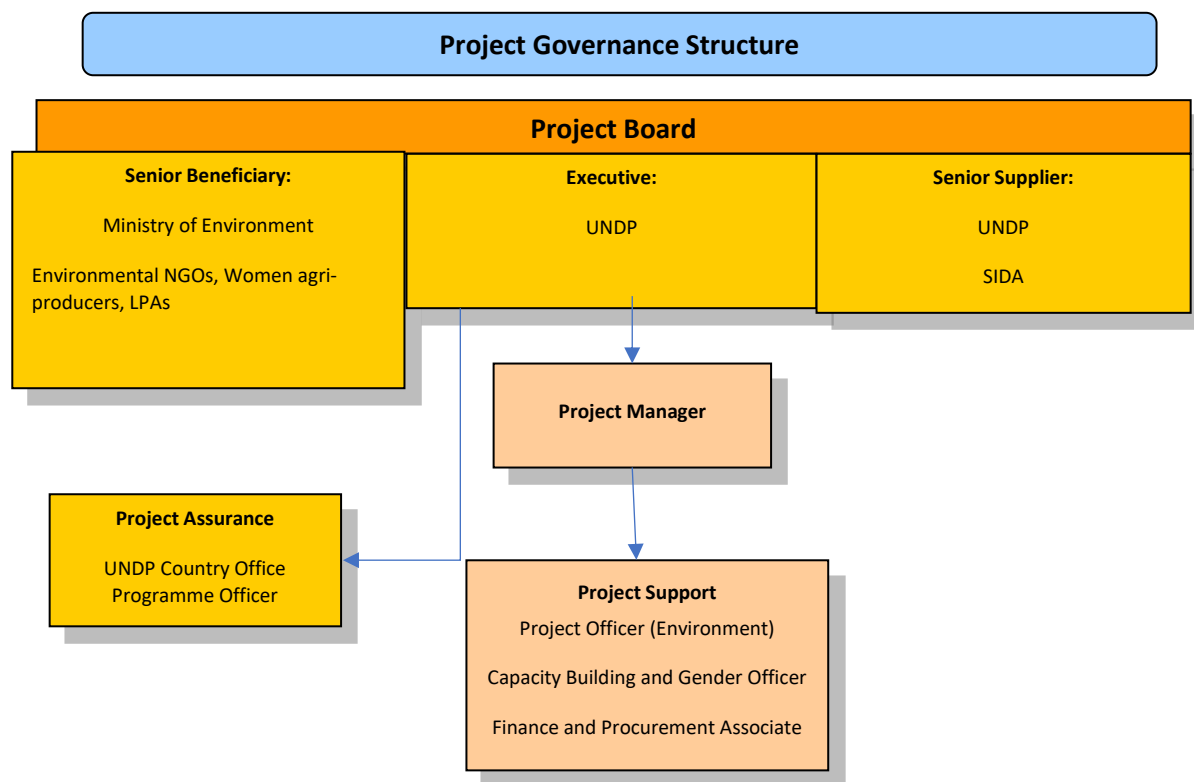 Project Governance Structure
Project Board
Senior Beneficiary:
Ministry of Environment
Environmental NGOs, Women agri-
producers, LPAs
Executive:
UNDP
Senior Supplier:
UNDP
SIDA
Project Manager
Project Assurance
UNDP Country Office
Programme Officer
Project Support
Project Officer (Environment)
Capacity Building and Gender Officer
Finance and Procurement Associate